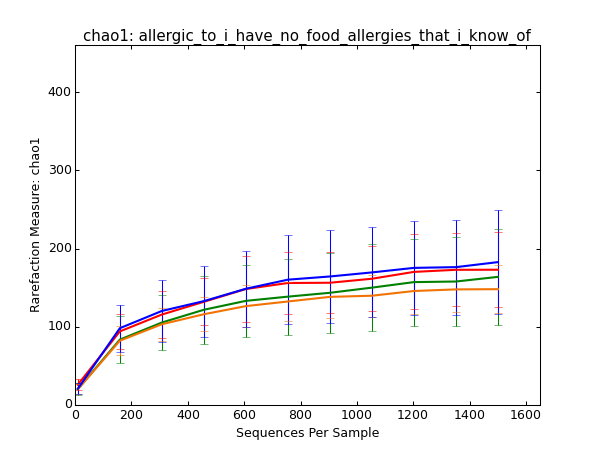 chao1: allergic_to_i_have_no_food_allergies_that_i_know_of
400
300
200
100
0
Rarefaction Measure: chao1
0 200 400 600 800 1000 1200 1400 1600
Sequences Per Sample